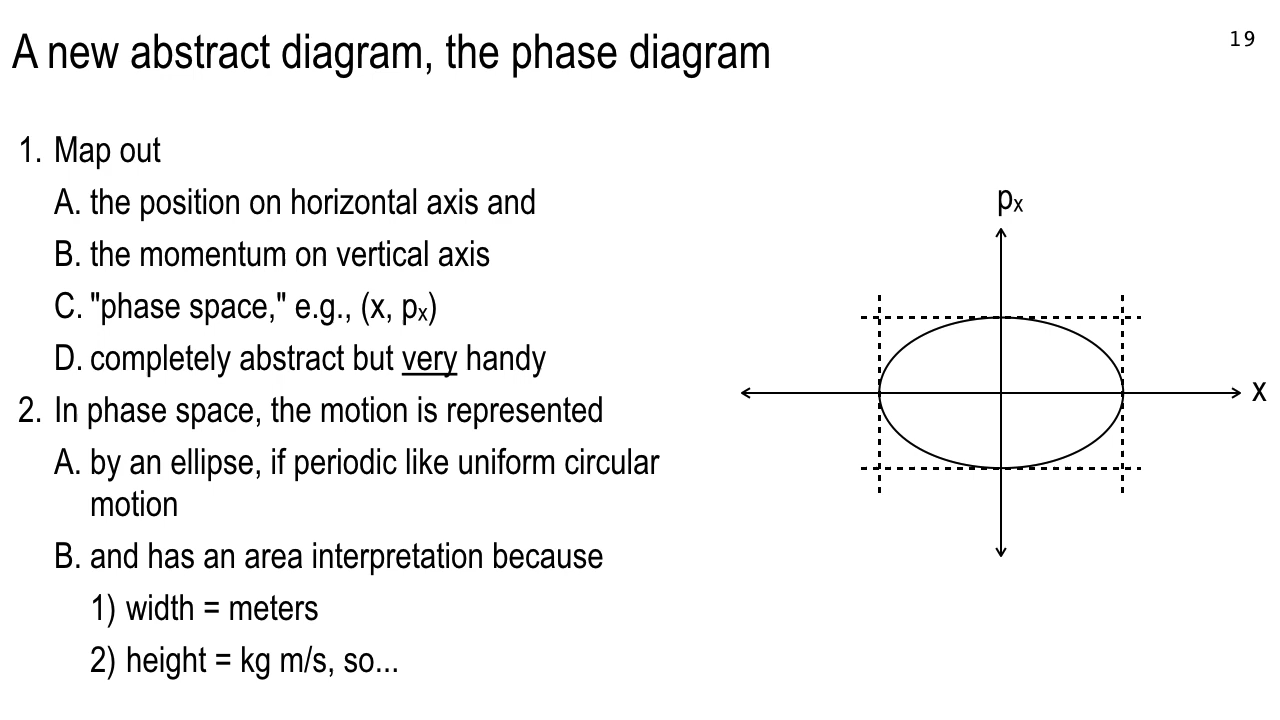 A new abstract diagram, the phase diagram
19
1. Map out
A. the position on horizontal axis and
B. the momentum on vertical axis
C. "phase space," e.g., (x, pₓ)
D. completely abstract but very handy
2. In phase space, the motion is represented
A. by an ellipse, if periodic like uniform circular
motion
B. and has an area interpretation because
1) width = meters
2) height = kg m/s, so...
pₓ
x